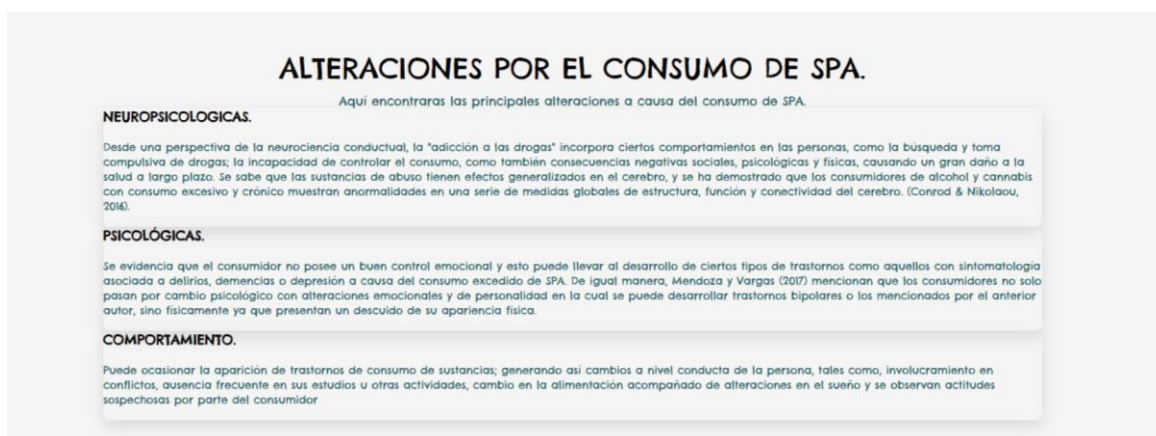 ALTERACIONES POR EL CONSUMO DE SPA.
Aquí encontraras las principales alteraciones a causa del consumo de SPA.
NEUROPSICOLOGICAS.
Desde una perspectiva de la neurociencia conductual, la "adicción a las drogas" incorpora ciertos comportamientos en las personas, como la búsqueda y toma
compulsiva de drogas; la incapacidad de controlar el consumo, como también consecuencias negativas sociales, psicológicas y físicas, causando un gran daño a la
salud a largo plazo. Se sabe que las sustancias de abuso tienen efectos generalizados en el cerebro, y se ha demostrado que los consumidores de alcohol y cannabis
con consumo excesivo y crónico muestran anormalidades en una serie de medidas globales de estructura, función y conectividad del cerebro. (Conrod & Nikolaou,
2016).
PSICOLÓGICAS.
Se evidencia que el consumidor no posee un buen control emocional y esto puede llevar al desarrollo de ciertos tipos de trastornos como aquellos con sintomatología
asociada a delirios, demencias o depresión a causa del consumo excedido de SPA. De igual manera, Mendoza y Vargas (2017) mencionan que los consumidores no solo
pasan por cambio psicológico con alteraciones emocionales y de personalidad en la cual se puede desarrollar trastornos bipolares o los mencionados por el anterior
autor, sino físicamente ya que presentan un descuido de su apariencia física.
COMPORTAMIENTO.
Puede ocasionar la aparición de trastornos de consumo de sustancias; generando así cambios a nivel conducta de la persona, tales como, involucramiento en
conflictos, ausencia frecuente en sus estudios u otras actividades, cambio en la alimentación acompañado de alteraciones en el sueño y se observan actitudes
sospechosas por parte del consumidor